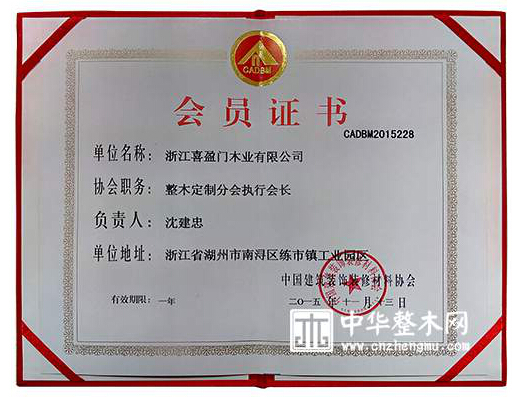 CADBM
会员证书
CADBM2015228
单位名称：浙江喜盈门木业有限公司
协会职务：整木定制分会执行会长
负责人：沈建忠
单位地址：浙江省湖州市南浔区练市镇工业园区
中国建筑装饰装修材料协会
有效期限：一年
二〇一五年十一月十三日
中华整木网
www.cnzhengmu.com